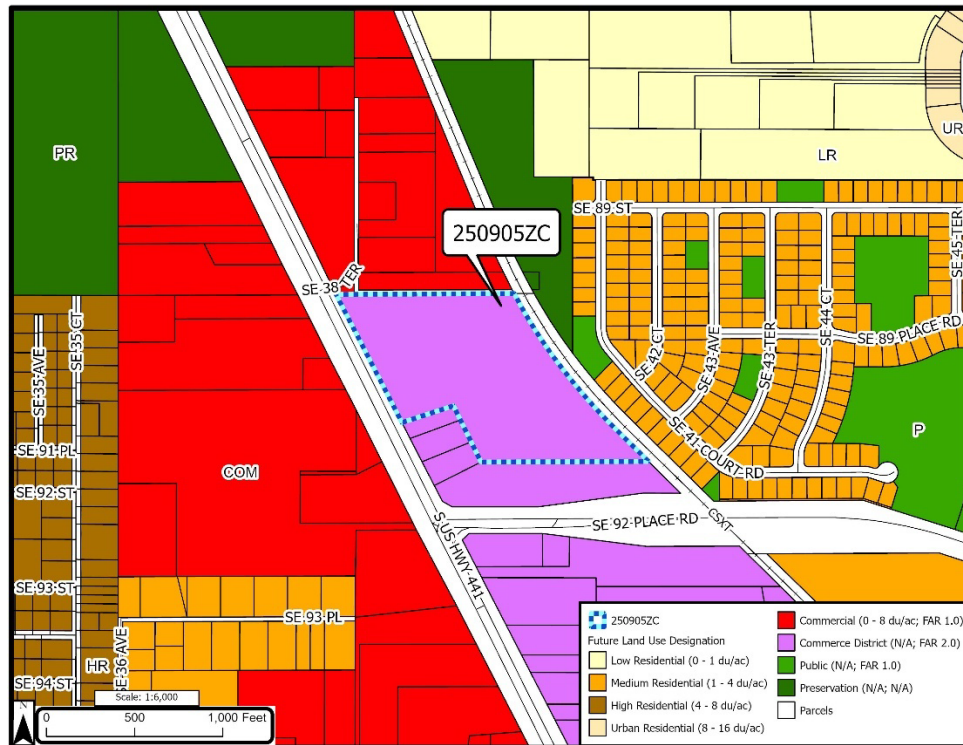 PR
LR
UR
SE 89 ST
SE 45 TER
250905ZC
SE 38 TER
SE 42 CT
SE 43 AVE
SE 43 TER
SE 44 CT
SE 89 PLACE RD
SE 35 AVE
SE 35 CT
SE 41 COURT RD
P
SE 91 PL
COM
SE 92 ST
S US HWY 441
SE 92 PLACE RD
CSXT
SE 93 ST
SE 93 PL
SE 36 AVE
HR
SE 94 ST
Scale: 1:6,000
N
0 500 1,000 Feet
250905ZC
Future Land Use Designation
Low Residential (0 - 1 du/ac)
Medium Residential (1 - 4 du/ac)
High Residential (4 - 8 du/ac)
Urban Residential (8 - 16 du/ac)
Commercial (0 - 8 du/ac; FAR 1.0)
Commerce District (N/A; FAR 2.0)
Public (N/A; FAR 1.0)
Preservation (N/A; N/A)
Parcels